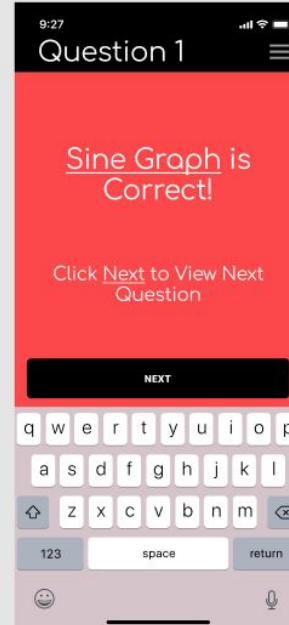 9:27
Question 1
Sine Graph is
Correct!
Click Next to View Next
Question
NEXT
q w e r t y u i o p
a s d f g h j k l
z x c v b n m
123 space return